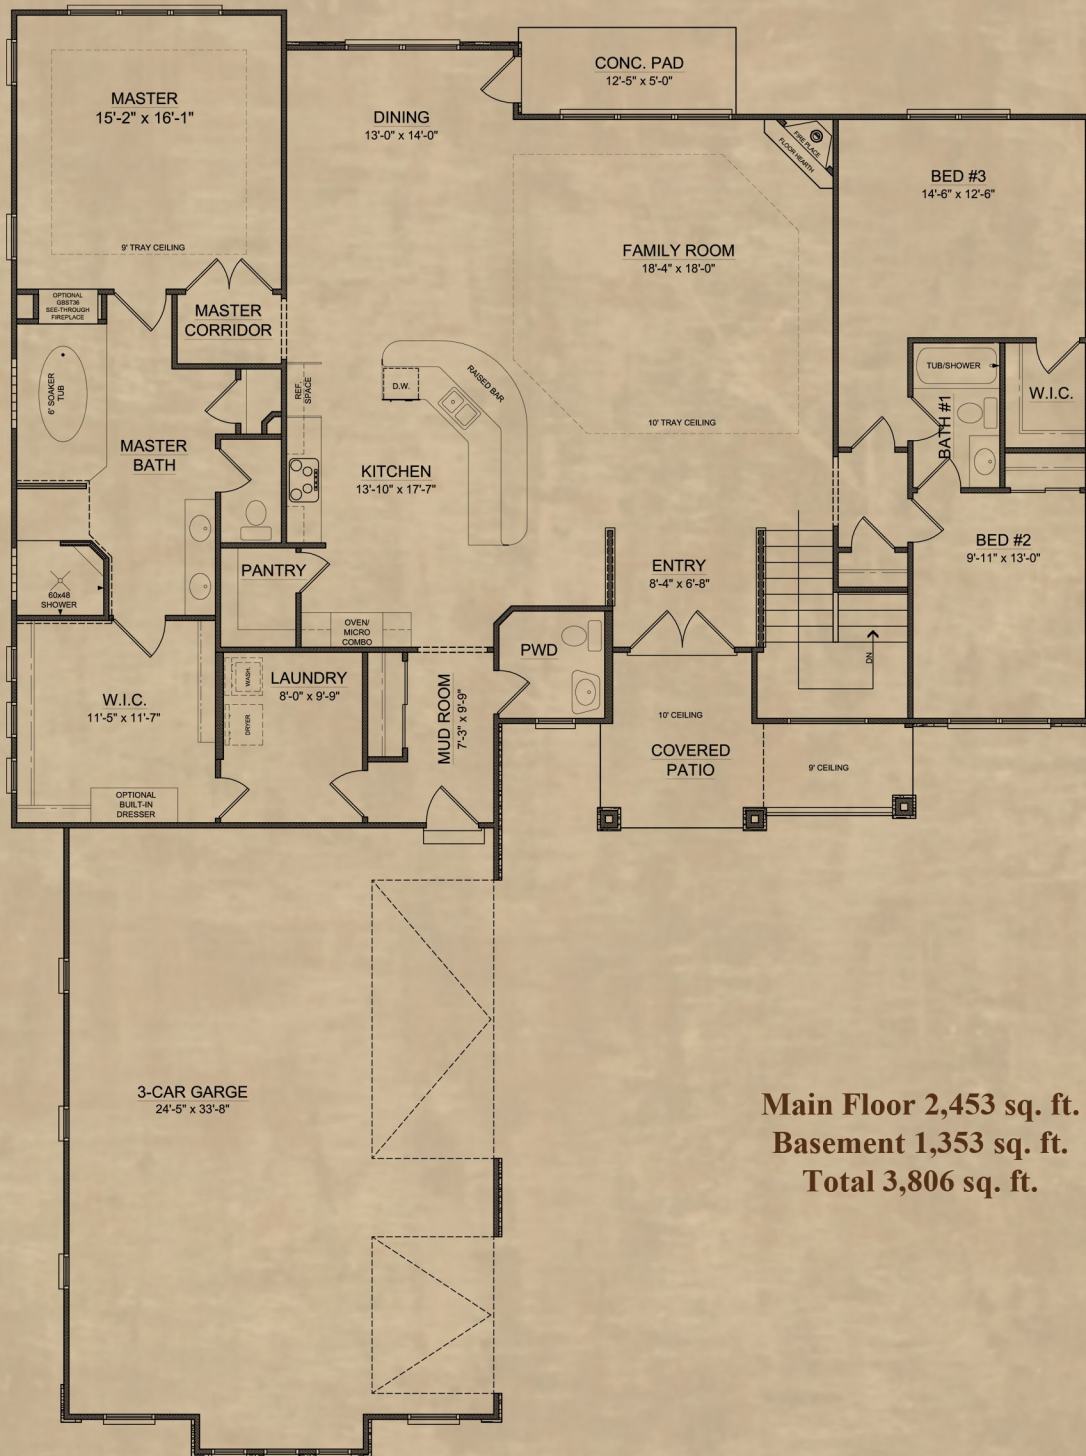 CONC. PAD
12'-5" x 5'-0"
MASTER
15'-2" x 16'-1"
9' TRAY CEILING
DINING
13'-0" x 14'-0"
FIRE PLACE
FLOOR HEARTH
BED #3
14'-6" x 12'-6"
FAMILY ROOM
18'-4" x 18'-0"
10' TRAY CEILING
OPTIONAL
GBST36
SEE-THROUGH
FIREPLACE
MASTER
CORRIDOR
6' SOAKER
TUB
REF.
SPACE
D.W.
RAISED BAR
TUB/SHOWER
BATH #1
W.I.C.
MASTER
BATH
KITCHEN
13'-10" x 17'-7"
BED #2
9'-11" x 13'-0"
60x48
SHOWER
PANTRY
ENTRY
8'-4" x 6'-8"
OVEN/
MICRO
COMBO
PWD
DN
W.I.C.
11'-5" x 11'-7"
WASH.
DRYER
LAUNDRY
8'-0" x 9'-9"
MUD ROOM
7'-3" x 9'-9"
10' CEILING
COVERED
PATIO
9' CEILING
OPTIONAL
BUILT-IN
DRESSER
3-CAR GARGE
24'-5" x 33'-8"
Main Floor 2,453 sq. ft.
Basement 1,353 sq. ft.
Total 3,806 sq. ft.